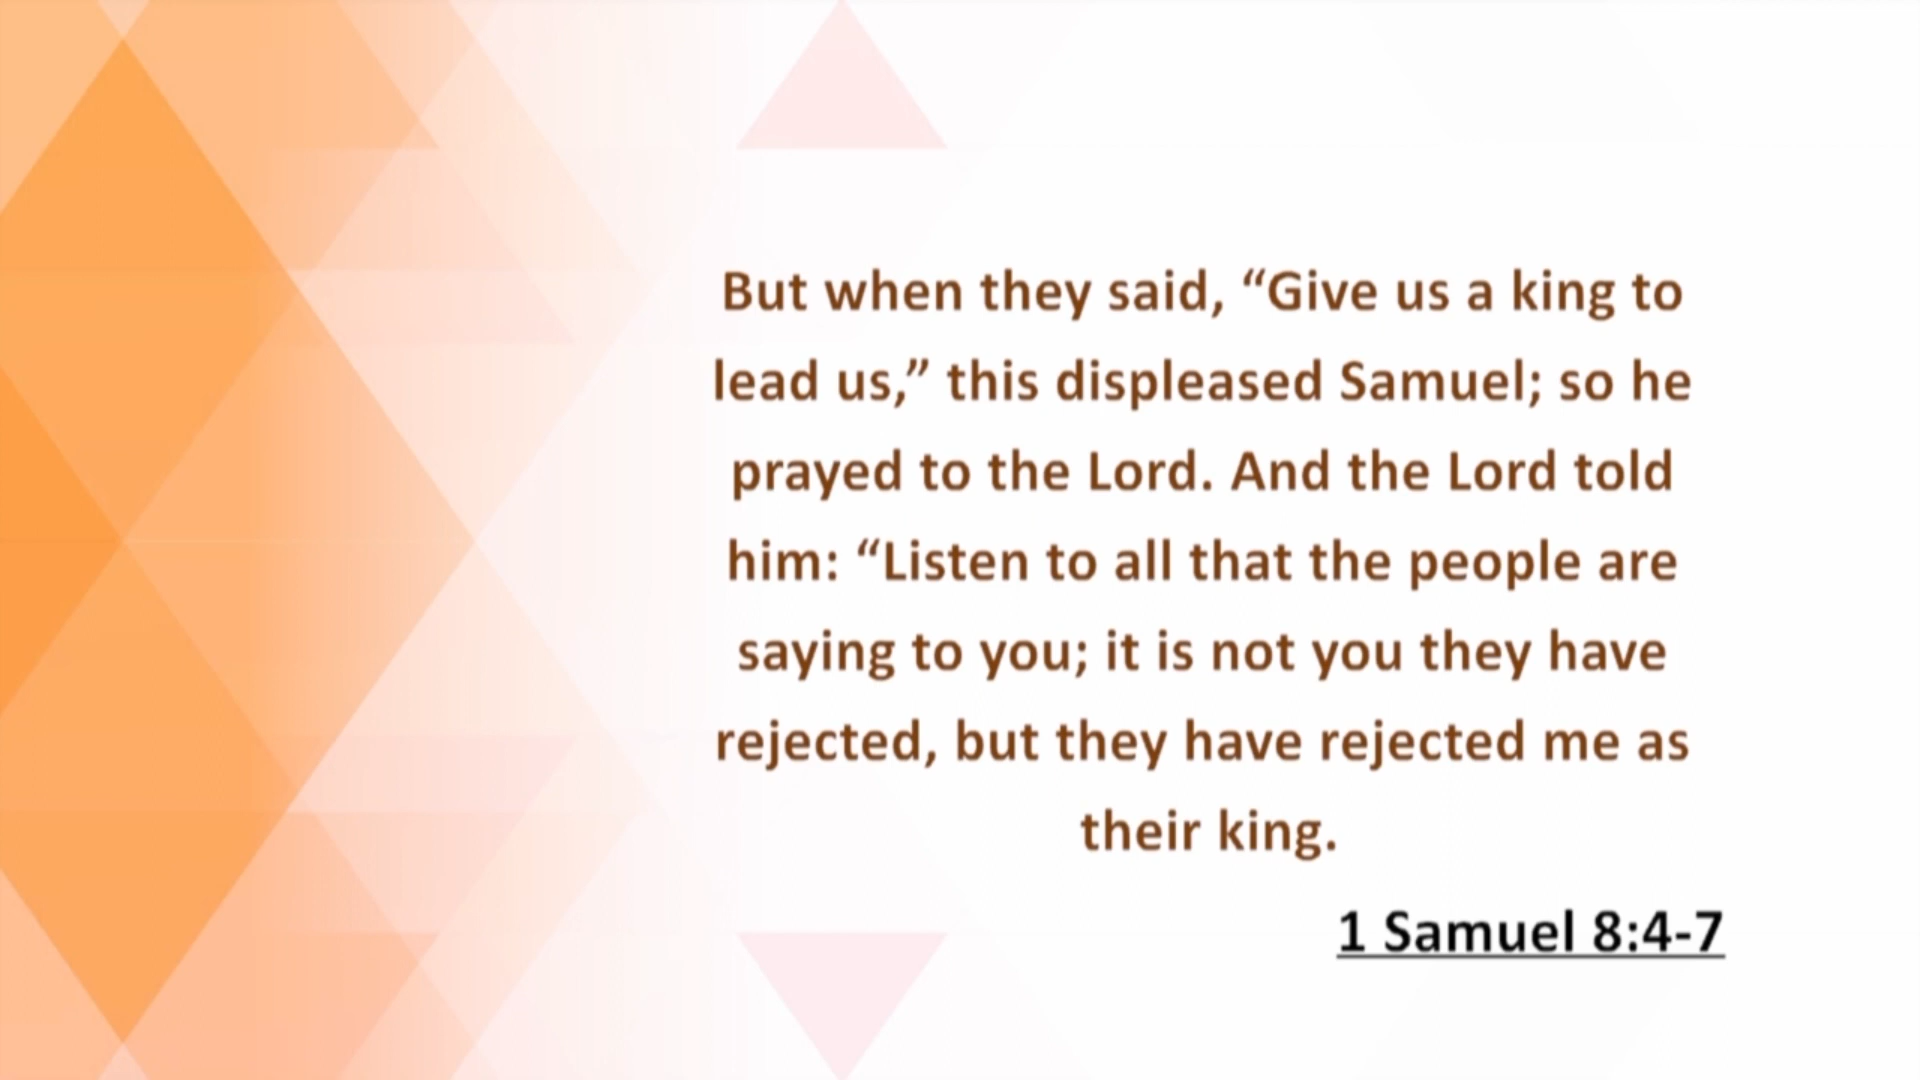 But when they said, “Give us a king to
lead us,” this displeased Samuel; so he
prayed to the Lord. And the Lord told
him: “Listen to all that the people are
saying to you; it is not you they have
rejected, but they have rejected me as
their king.
1 Samuel 8:4-7